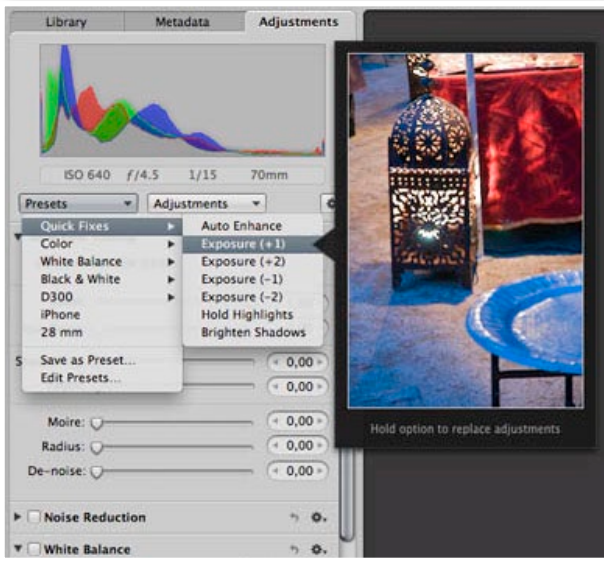 Library Metadata Adjustments
ISO 640 ƒ/4.5 1/15 70mm
Presets Adjustments
Quick Fixes
Color
White Balance
Black & White
D300
iPhone
28 mm
Save as Preset...
Edit Presets...
Auto Enhance
Exposure (+1)
Exposure (+2)
Exposure (-1)
Exposure (-2)
Hold Highlights
Brighten Shadows
Hold option to replace adjustments
0,00
0,00
Moire: 0,00
Radius: 0,00
De-noise: 0,00
Noise Reduction
White Balance